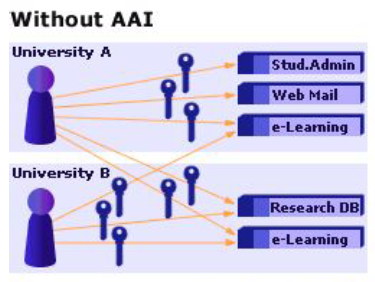 Without AAI
University A
Stud.Admin
Web Mail
e-Learning
University B
Research DB
e-Learning